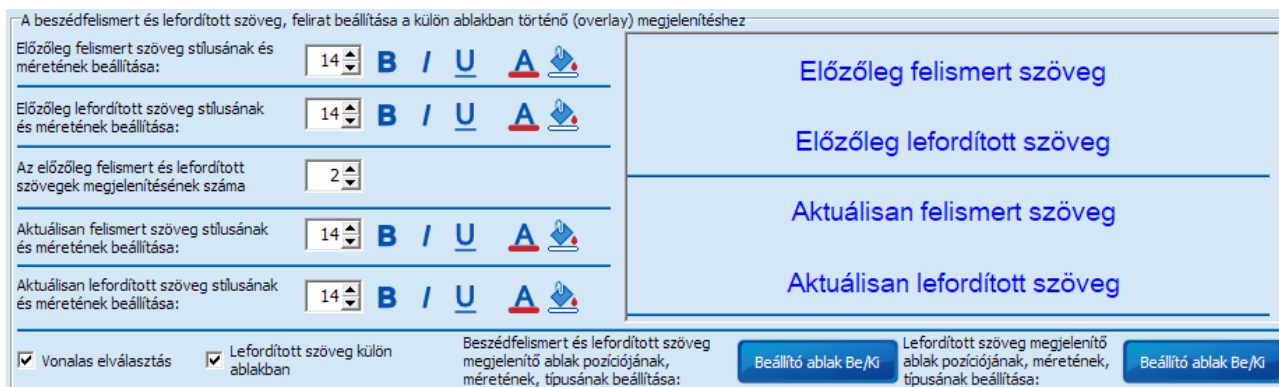 A beszédfelismert és lefordított szöveg, felirat beállítása a külön ablakban történő (overlay) megjelenítéshez
Előzőleg felismert szöveg stílusának és
méretének beállítása:
14 B I U A
Előzőleg lefordított szöveg stílusának
és méretének beállítása:
14 B I U A
Az előzőleg felismert és lefordított
szövegek megjelenítésének száma
2
Aktuálisan felismert szöveg stílusának
és méretének beállítása:
14 B I U A
Aktuálisan lefordított szöveg stílusának
és méretének beállítása:
14 B I U A
Előzőleg felismert szöveg
Előzőleg lefordított szöveg
Aktuálisan felismert szöveg
Aktuálisan lefordított szöveg
Vonalas elválasztás
Lefordított szöveg külön
ablakban
Beszédfelismert és lefordított szöveg
megjelenítő ablak pozíciójának,
méretének, típusának beállítása:
Beállító ablak Be/Ki
Lefordított szöveg megjelenítő
ablak pozíciójának, méretének,
típusának beállítása:
Beállító ablak Be/Ki